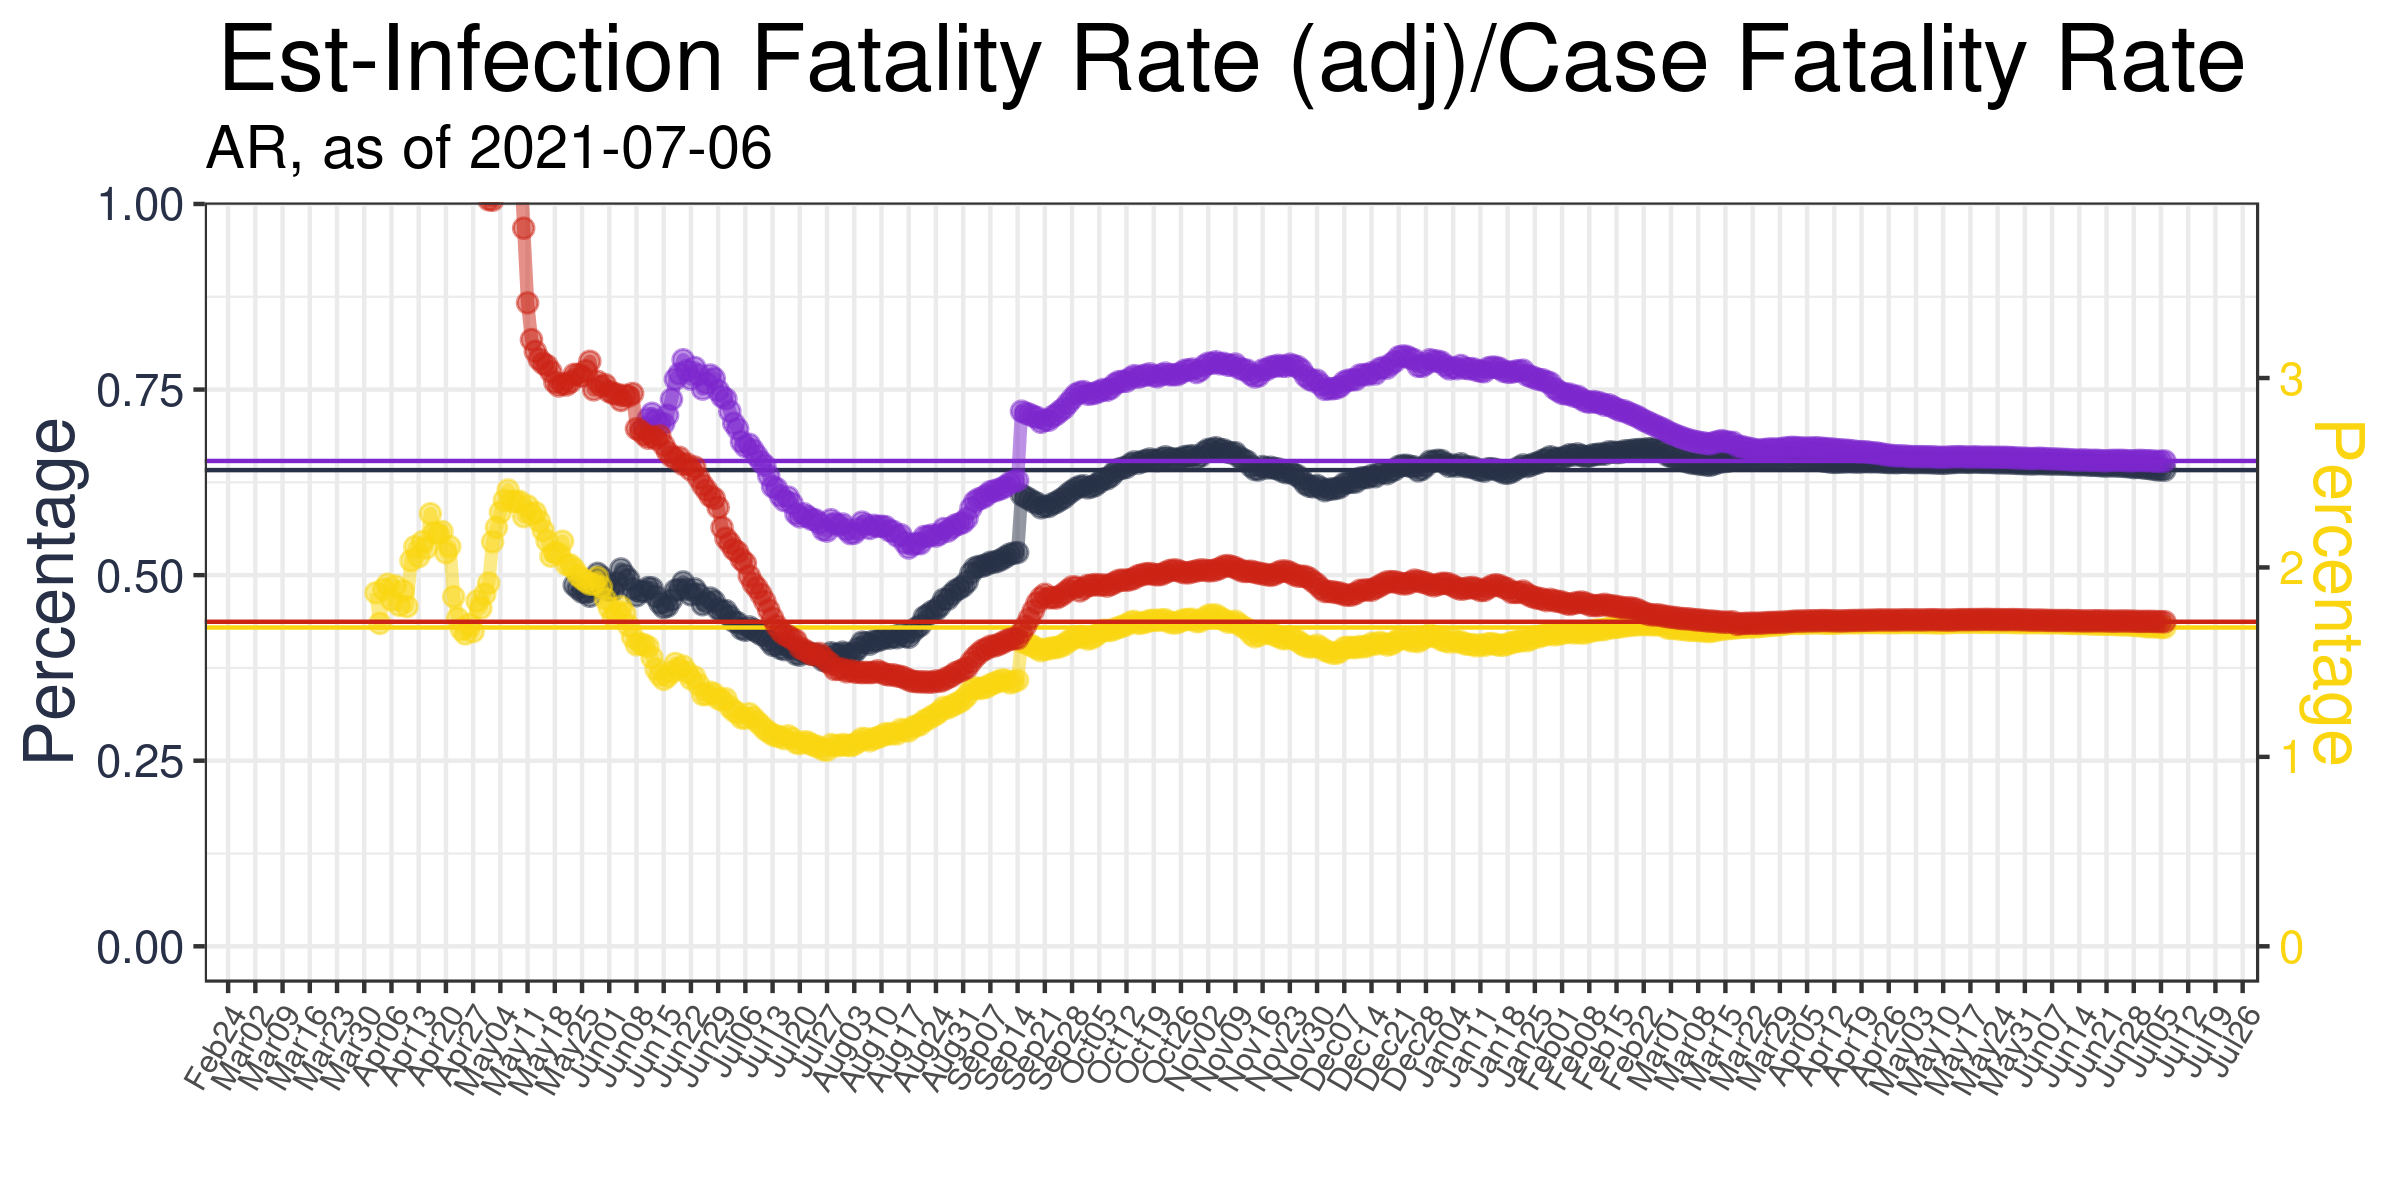 Est-Infection Fatality Rate (adj)/Case Fatality Rate
AR, as of 2021-07-06
Percentage
1.00
0.75
0.50
0.25
0.00
3
2
1
0
Percentage
Feb24
Mar02
Mar09
Mar16
Mar23
Mar30
Apr06
Apr13
Apr20
Apr27
May04
May11
May18
May25
Jun01
Jun08
Jun15
Jun22
Jun29
Jul06
Jul13
Jul20
Jul27
Aug03
Aug10
Aug17
Aug24
Aug31
Sep07
Sep14
Sep21
Sep28
Oct05
Oct12
Oct19
Oct26
Nov02
Nov09
Nov16
Nov23
Nov30
Dec07
Dec14
Dec21
Dec28
Jan04
Jan11
Jan18
Jan25
Feb01
Feb08
Feb15
Feb22
Mar01
Mar08
Mar15
Mar22
Mar29
Apr05
Apr12
Apr19
Apr26
May03
May10
May17
May24
May31
Jun07
Jun14
Jun21
Jun28
Jul05
Jul12
Jul19
Jul26